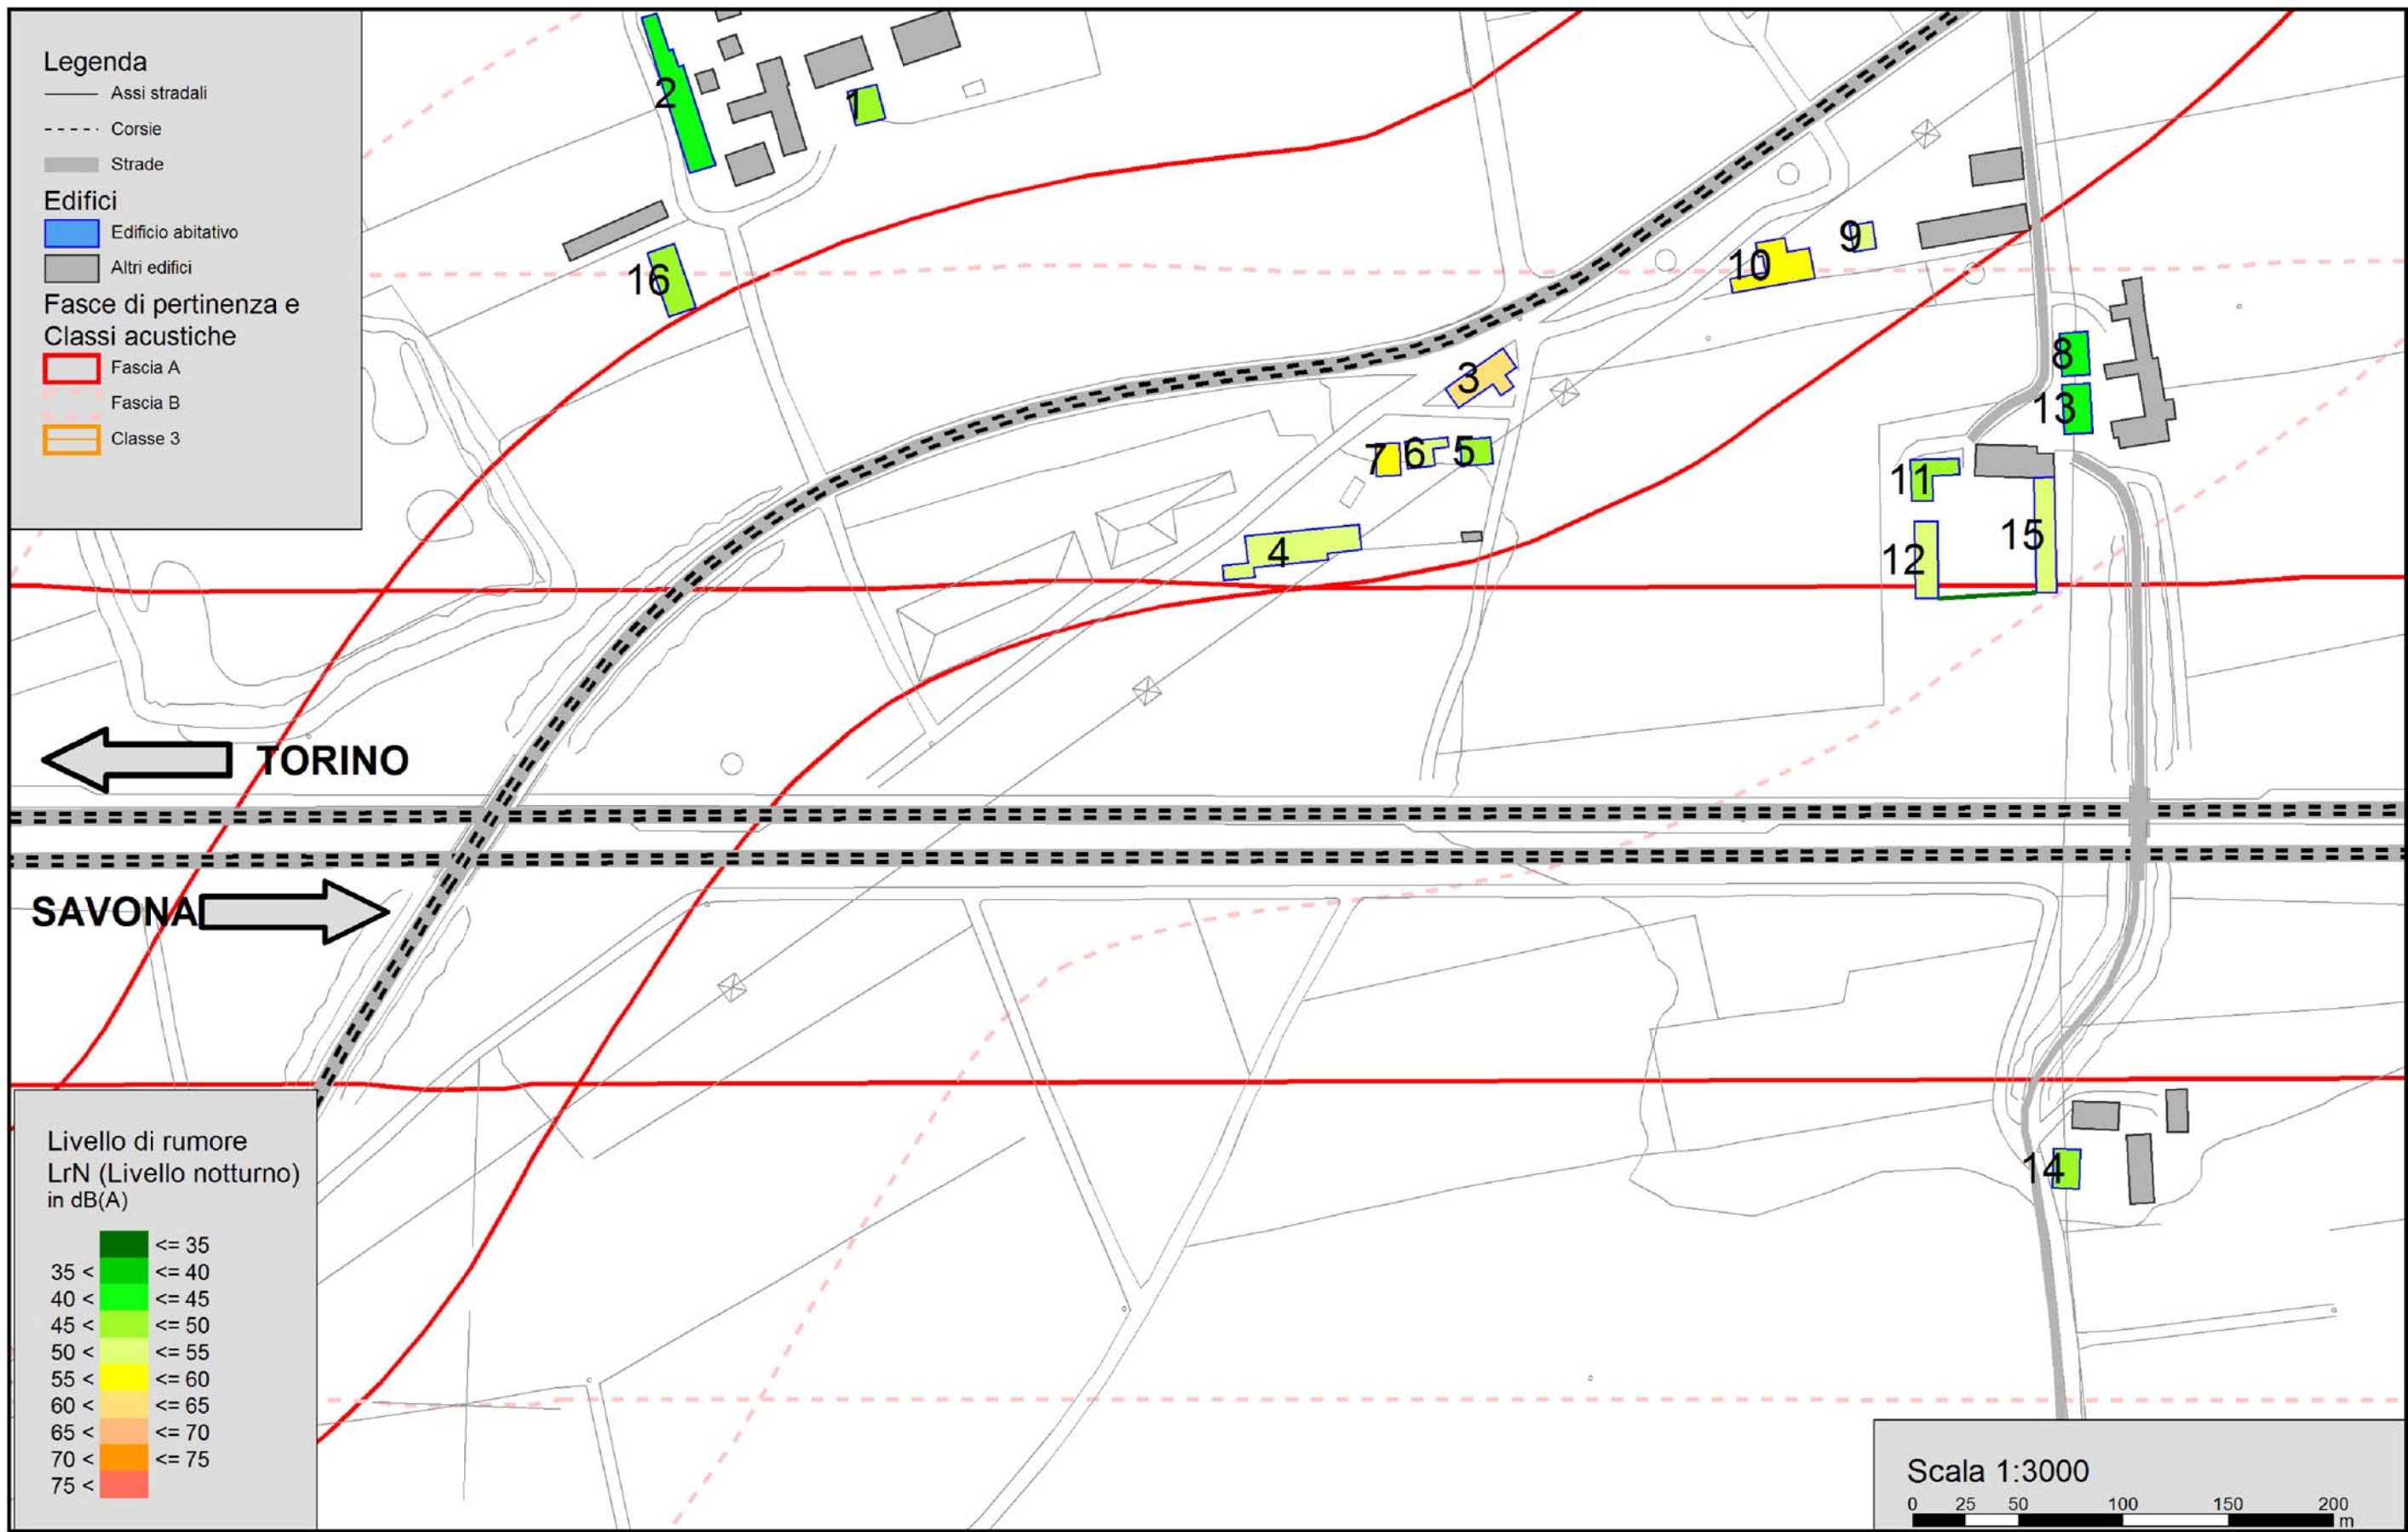 Legenda
Assi stradali
Corsie
Strade
Edifici
Edificio abitativo
Altri edifici
Fasce di pertinenza e
Classi acustiche
Fascia A
Fascia B
Classe 3
2
1
16
9
10
3
8
13
7 6 5
11
4
12
15
TORINO
SAVONA
14
Livello di rumore
LrN (Livello notturno)
in dB(A)
<= 35
35 < <= 40
40 < <= 45
45 < <= 50
50 < <= 55
55 < <= 60
60 < <= 65
65 < <= 70
70 < <= 75
75 <
Scala 1:3000
0 25 50 100 150 200
m